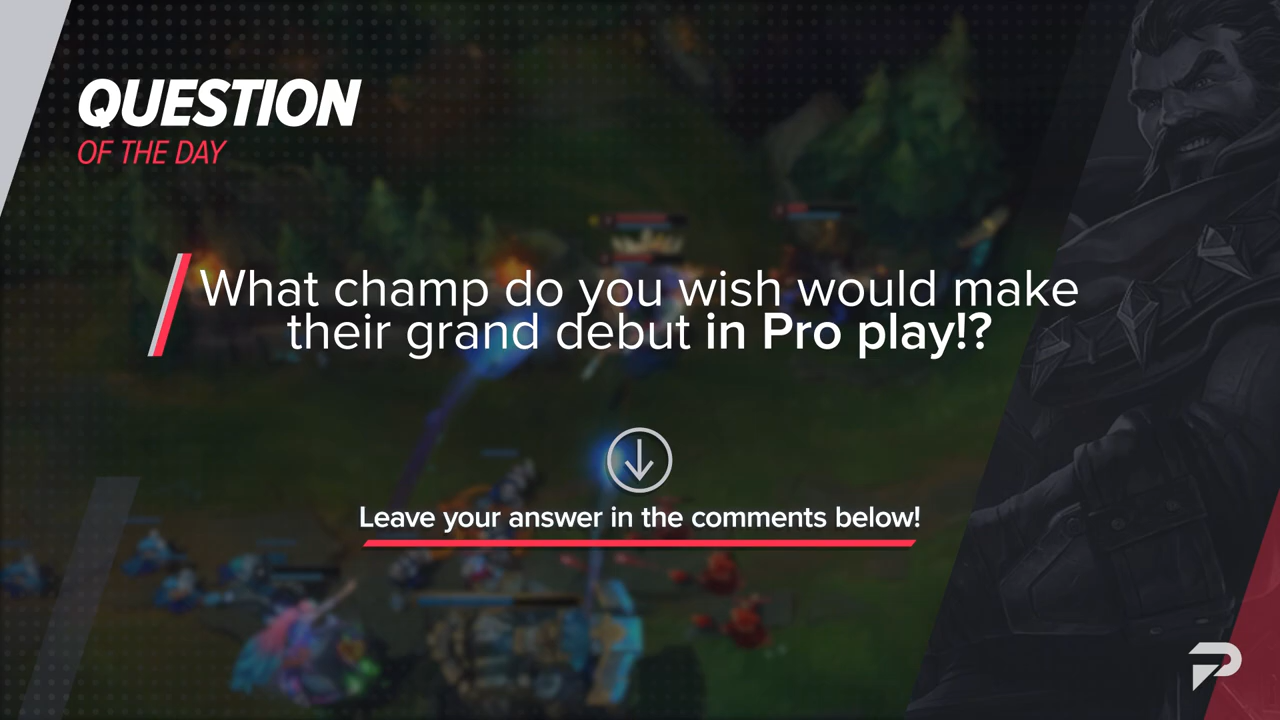 QUESTION
OF THE DAY
What champ do you wish would make
their grand debut in Pro play!?
Leave your answer in the comments below!